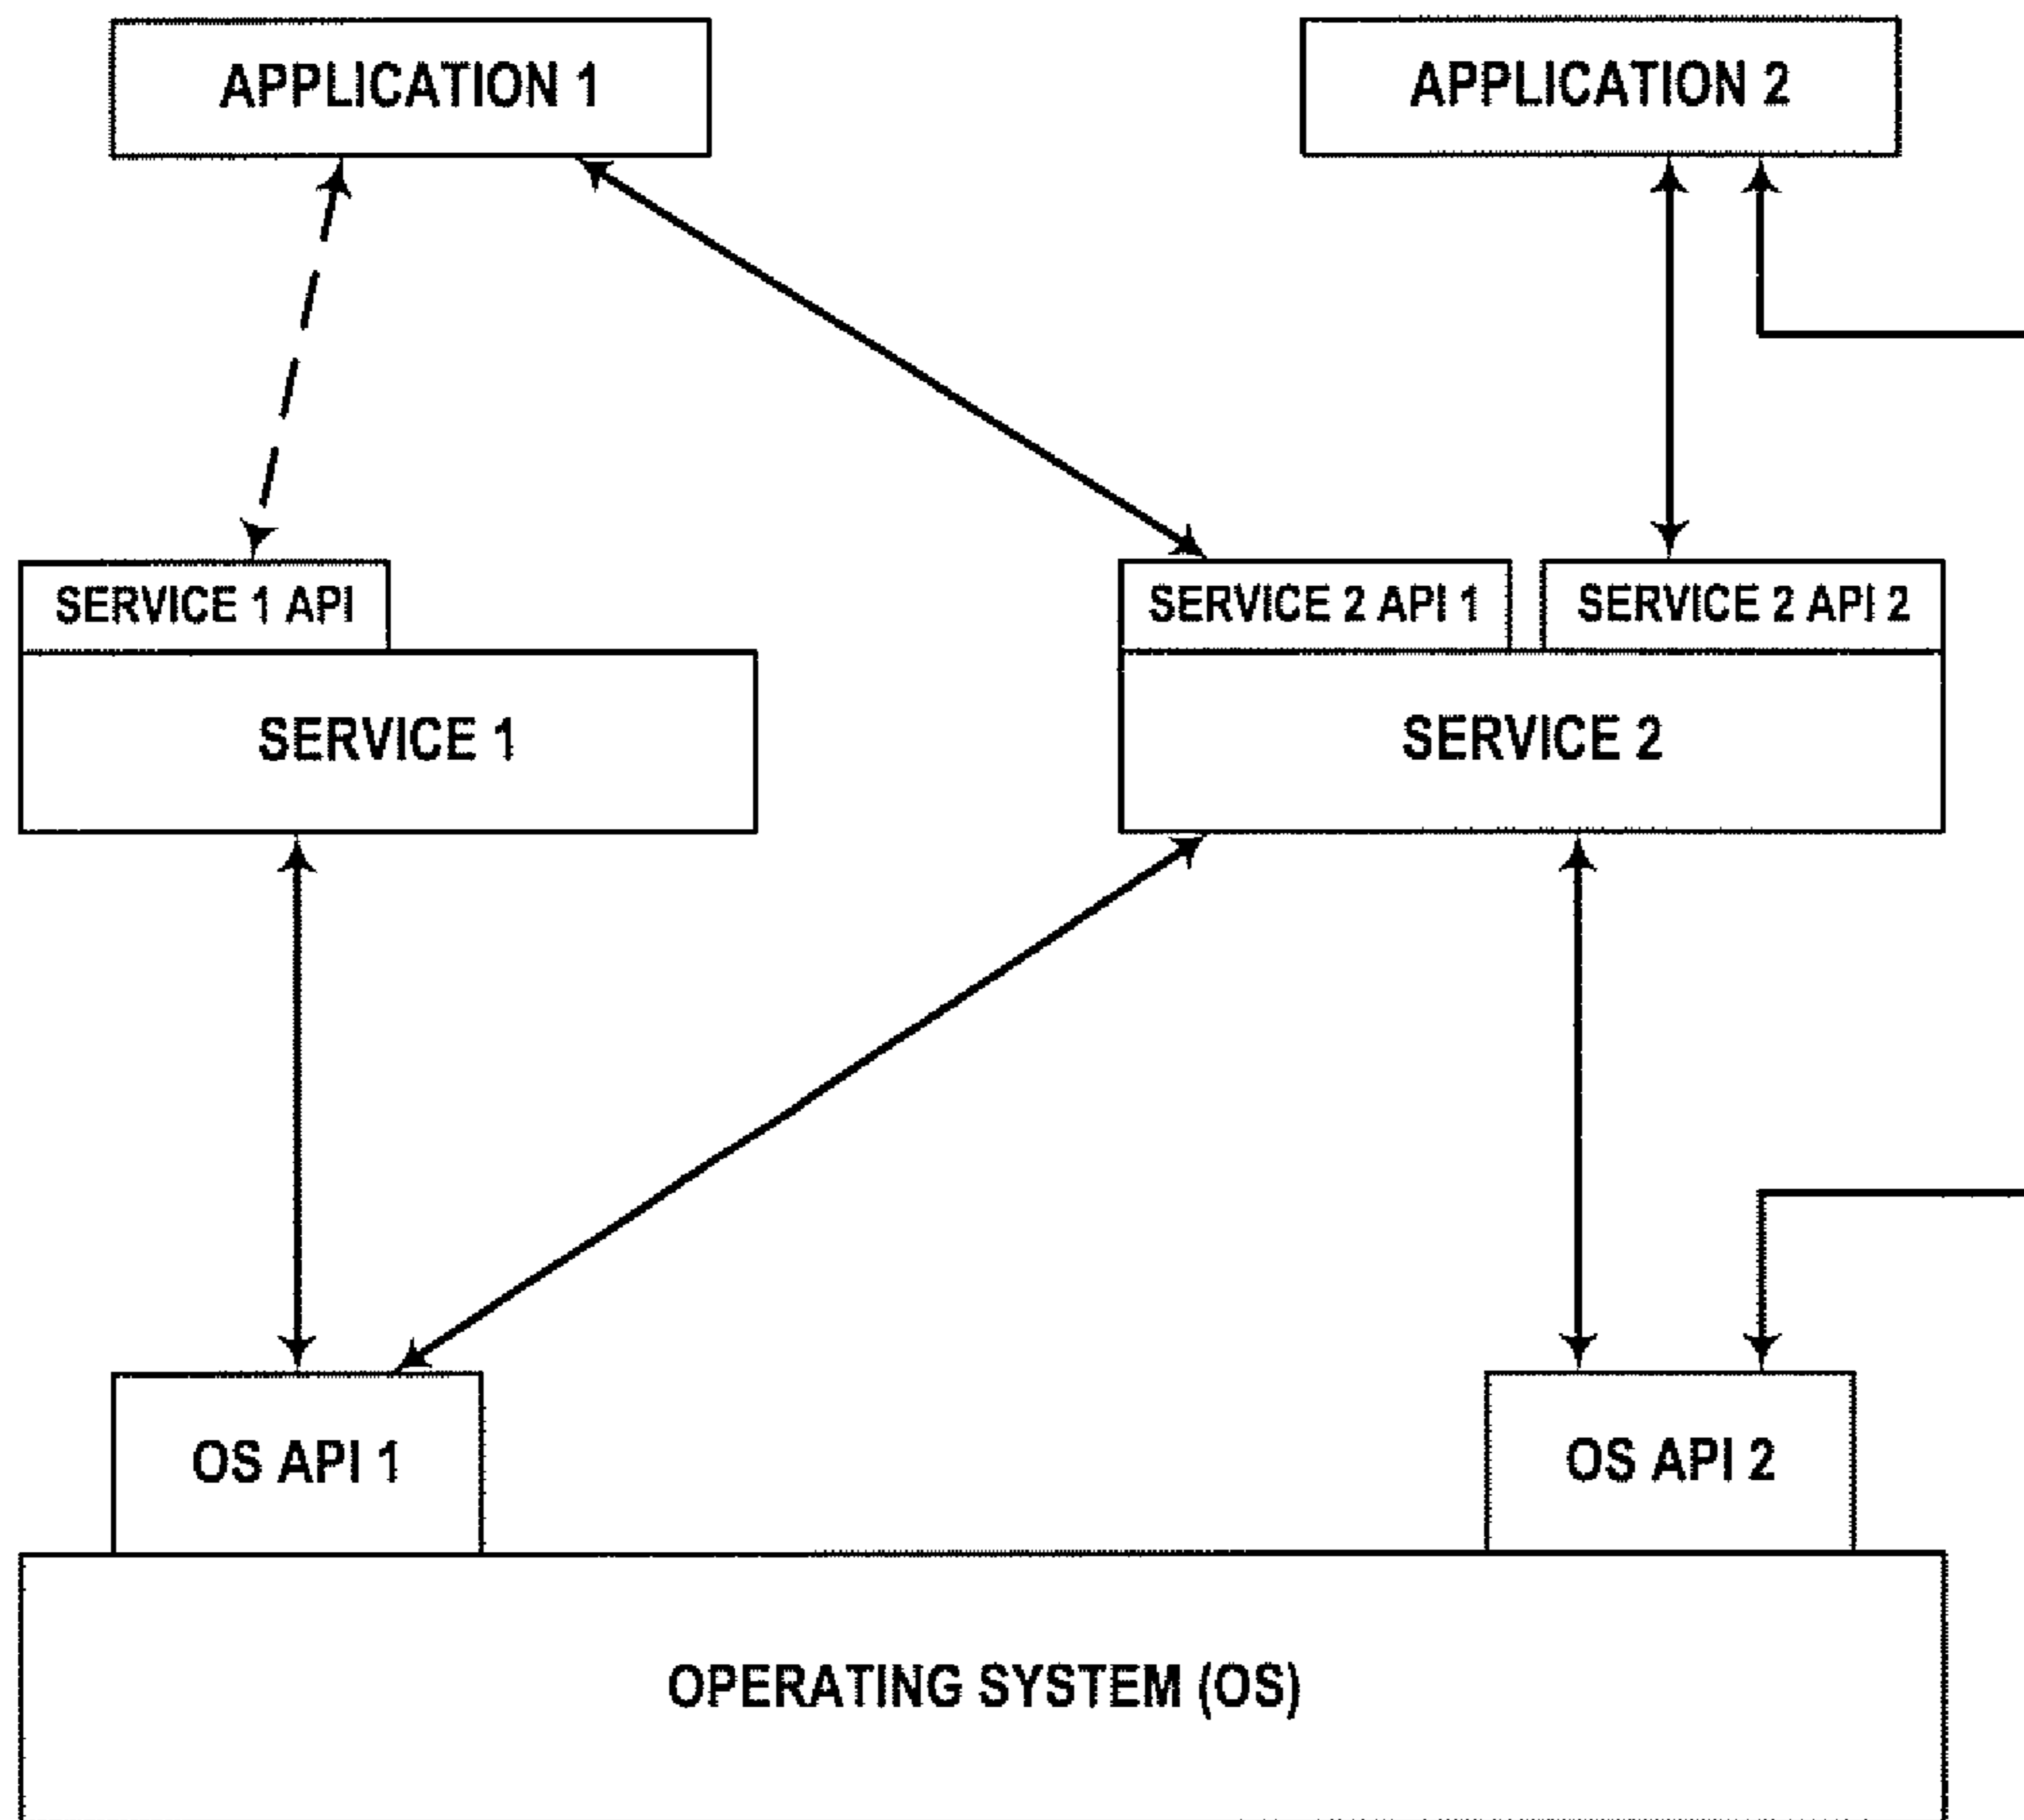 APPLICATION 1
APPLICATION 2
SERVICE 1 API
SERVICE 2 API 1
SERVICE 2 API 2
SERVICE 1
SERVICE 2
OS API 1
OS API 2
OPERATING SYSTEM (OS)